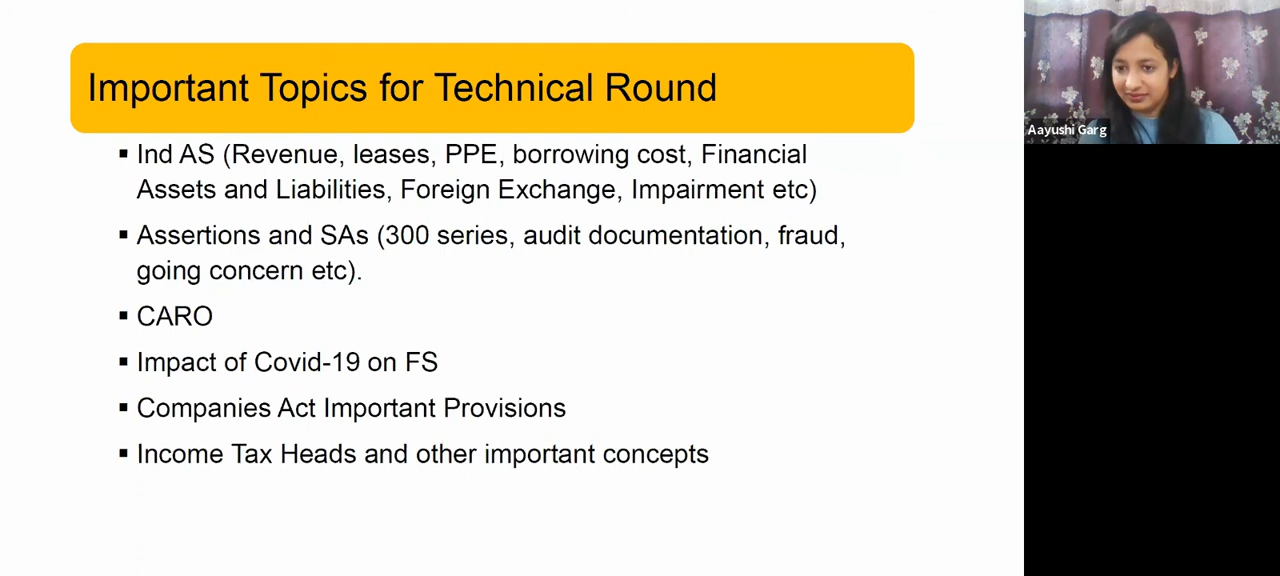 Important Topics for Technical Round
▪ Ind AS (Revenue, leases, PPE, borrowing cost, Financial
Assets and Liabilities, Foreign Exchange, Impairment etc)
▪ Assertions and SAs (300 series, audit documentation, fraud,
going concern etc).
▪ CARO
▪ Impact of Covid-19 on FS
▪ Companies Act Important Provisions
▪ Income Tax Heads and other important concepts
Aayushi Garg